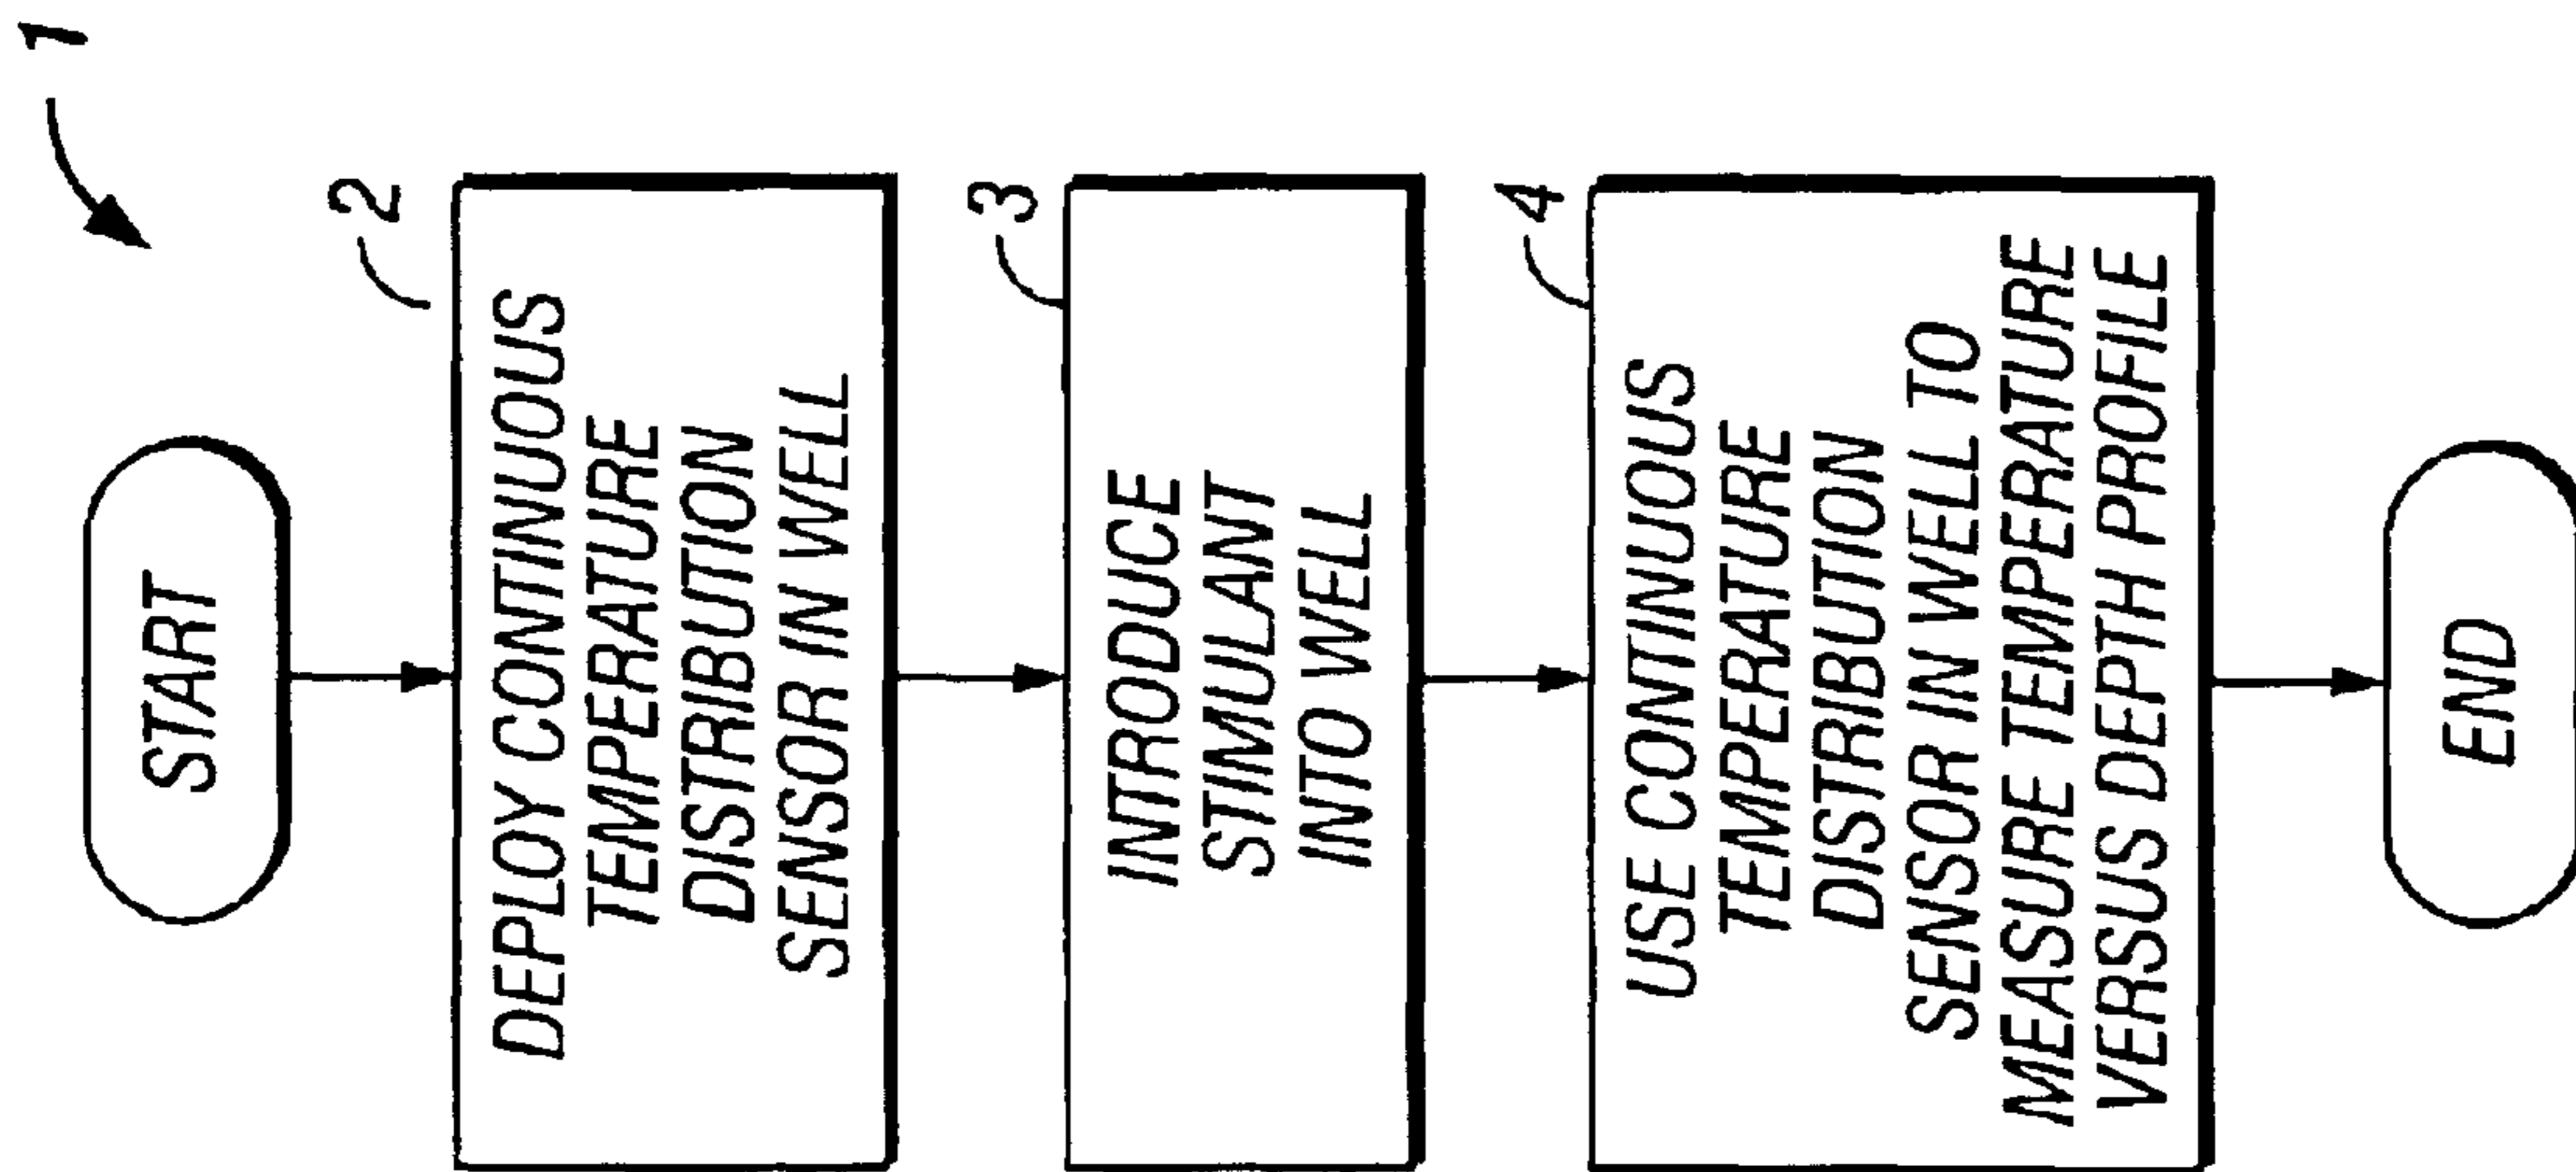 1
START
2
DEPLOY CONTINUOUS
TEMPERATURE
DISTRIBUTION
SENSOR IN WELL
3
INTRODUCE
STIMULANT
INTO WELL
4
USE CONTINUOUS
TEMPERATURE
DISTRIBUTION
SENSOR IN WELL TO
MEASURE TEMPERATURE
VERSUS DEPTH PROFILE
END